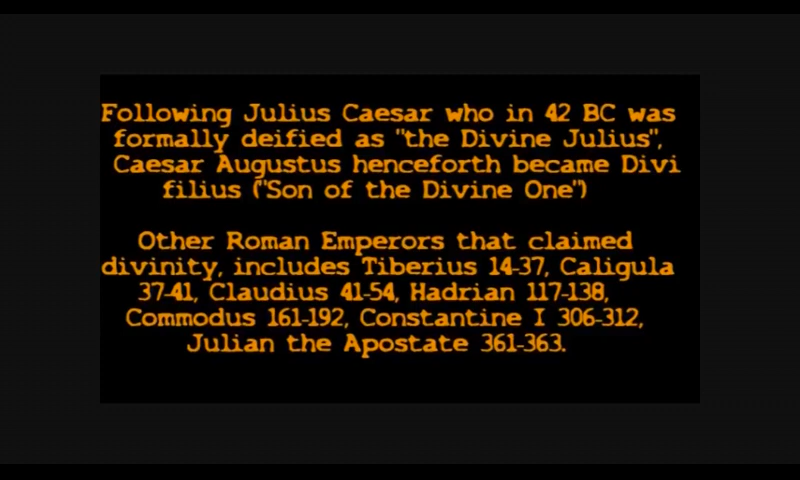 Following Julius Caesar who in 42 BC was
formally deified as "the Divine Julius",
Caesar Augustus henceforth became Divi
filius ("Son of the Divine One")
Other Roman Emperors that claimed
divinity, includes Tiberius 14-37, Caligula
37-41, Claudius 41-54, Hadrian 117-138,
Commodus 161-192, Constantine I 306-312,
Julian the Apostate 361-363.